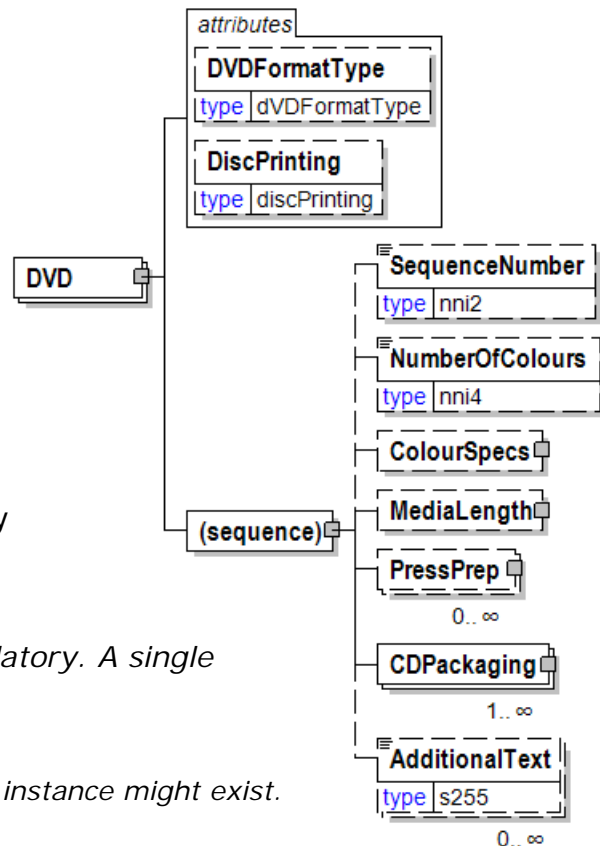 attributes
DVDFormatType
type dVDFormatType
DiscPrinting
type discPrinting
DVD
SequenceNumber
type nni2
NumberOfColours
type nni4
ColourSpecs
MediaLength
y
(sequence)
PressPrep
0.. ∞
latory. A single
CDPackaging
1.. ∞
AdditionalText
instance might exist.
type s255
0.. ∞